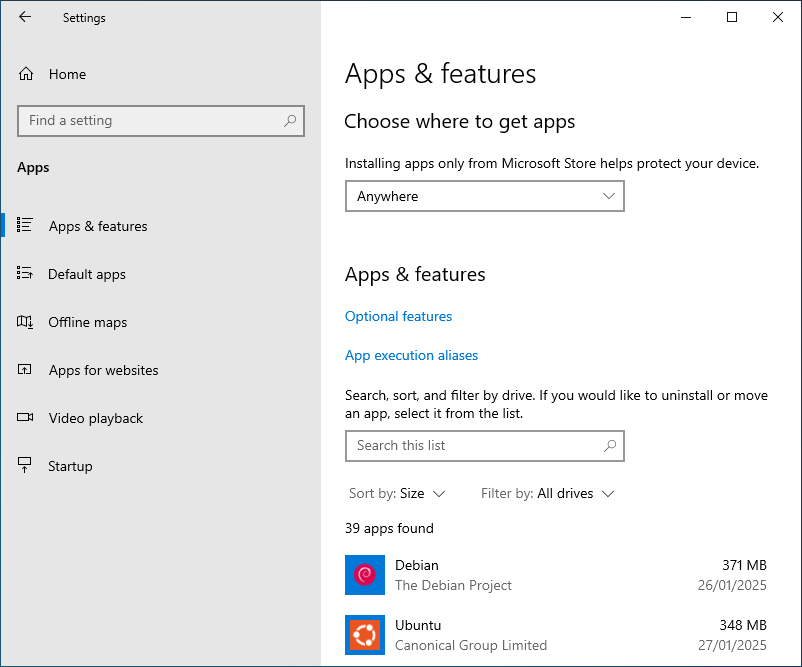 Settings
Home
Find a setting
Apps
Apps & features
Default apps
Offline maps
Apps for websites
Video playback
Startup
Apps & features
Choose where to get apps
Installing apps only from Microsoft Store helps protect your device.
Anywhere
Apps & features
Optional features
App execution aliases
Search, sort, and filter by drive. If you would like to uninstall or move
an app, select it from the list.
Search this list
Sort by: Size Filter by: All drives
39 apps found
Debian 371 MB
The Debian Project 26/01/2025
Ubuntu 348 MB
Canonical Group Limited 27/01/2025